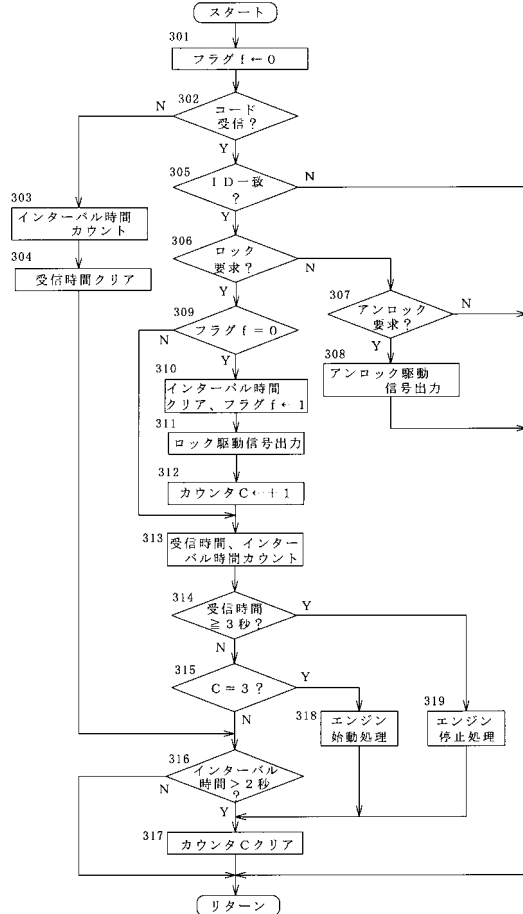 スタート
301
フラグf←0
302
コード
受信?
N
Y
305
ID一致
?
N
Y
303
インターバル時間
カウント
304
受信時間クリア
306
ロック
要求?
N
Y
307
アンロック
要求?
N
Y
308
アンロック駆動
信号出力
309
フラグf=0
N
Y
310
インターバル時間
クリア、フラグf←1
311
ロック駆動信号出力
312
カウンタC←+1
313
受信時間、インター
バル時間カウント
314
受信時間
≧3秒?
Y
N
315
C=3?
Y
N
318
エンジン
始動処理
319
エンジン
停止処理
316
インターバル
時間>2秒
?
N
Y
317
カウンタCクリア
リターン